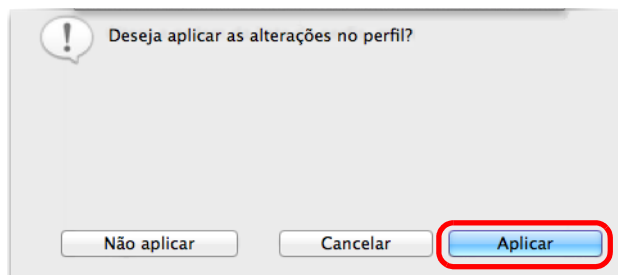 Deseja aplicar as alterações no perfil?
Não aplicar
Cancelar
Aplicar